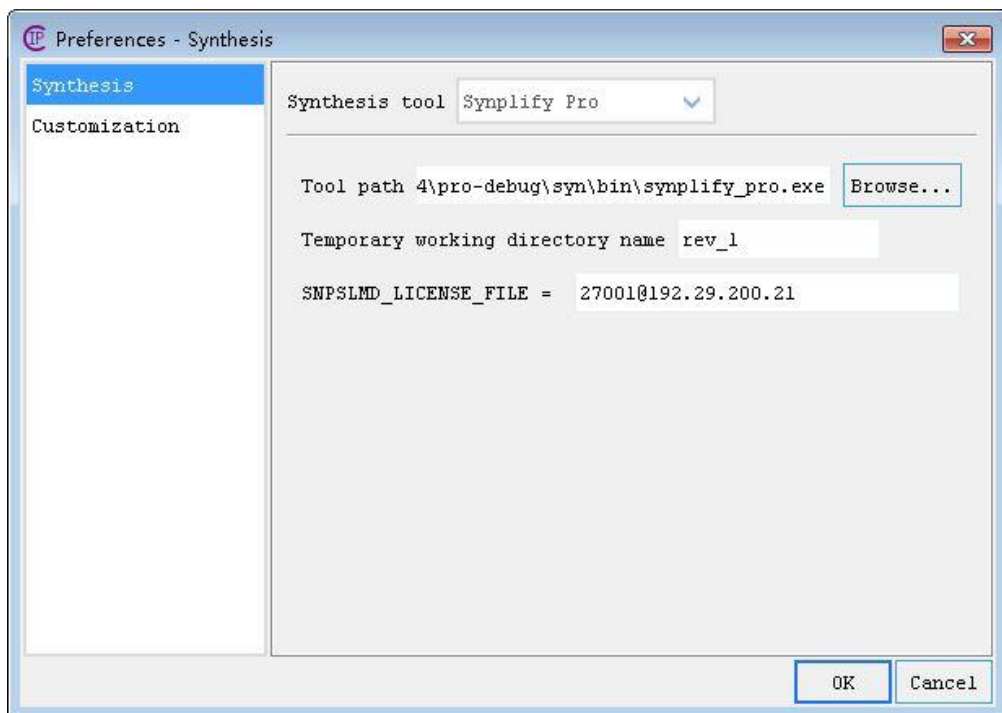 IP Preferences - Synthesis
Synthesis
Customization
Synthesis tool Synplify Pro
Tool path 4\pro-debug\syn\bin\synplify_pro.exe Browse...
Temporary working directory name rev_1
SNPSLMD_LICENSE_FILE = 27001@192.29.200.21
OK Cancel